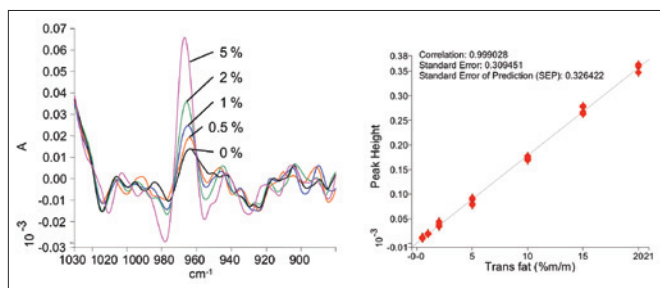 0.07
0.06
0.05
0.04
0.03
0.02
0.01
0.00
-0.01
10⁻³
-0.03
A
5 %
2 %
1 %
0.5 %
0 %
1030 1020 1000 980 960 940 920 900
cm⁻¹
Correlation: 0.999028
Standard Error: 0.309451
Standard Error of Prediction (SEP): 0.326422
0.38
0.35
0.30
0.25
0.20
0.15
0.10
0.05
10⁻³
-0.01
Peak Height
-0.0 5 10 15 2021
Trans fat (%m/m)